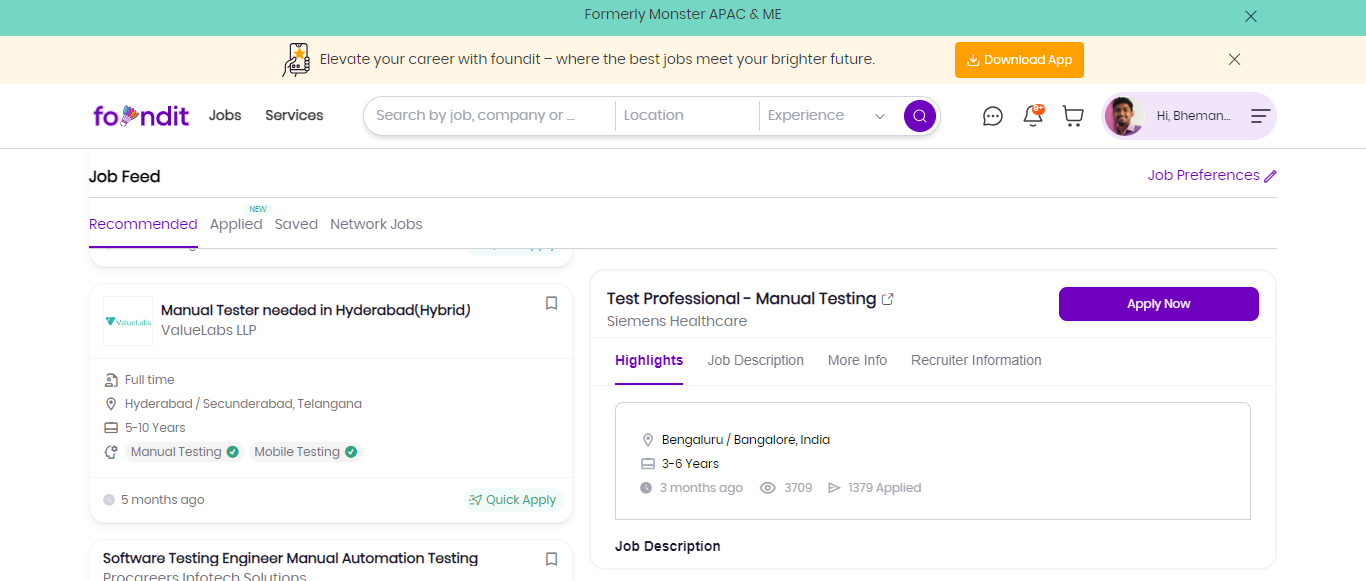 Formerly Monster APAC & ME
Elevate your career with foundit – where the best jobs meet your brighter future.
Download App
foundit
Jobs
Services
Search by job, company or ...
Location
Experience
9+
Hi, Bheman...
Job Feed
Job Preferences
NEW
Recommended
Applied
Saved
Network Jobs
Manual Tester needed in Hyderabad(Hybrid)
ValueLabs
ValueLabs LLP
Full time
Hyderabad / Secunderabad, Telangana
5-10 Years
Manual Testing
Mobile Testing
5 months ago
Quick Apply
Software Testing Engineer Manual Automation Testing
Procareers Infotech Solutions
Test Professional - Manual Testing
Siemens Healthcare
Apply Now
Highlights
Job Description
More Info
Recruiter Information
Bengaluru / Bangalore, India
3-6 Years
3 months ago
3709
1379 Applied
Job Description